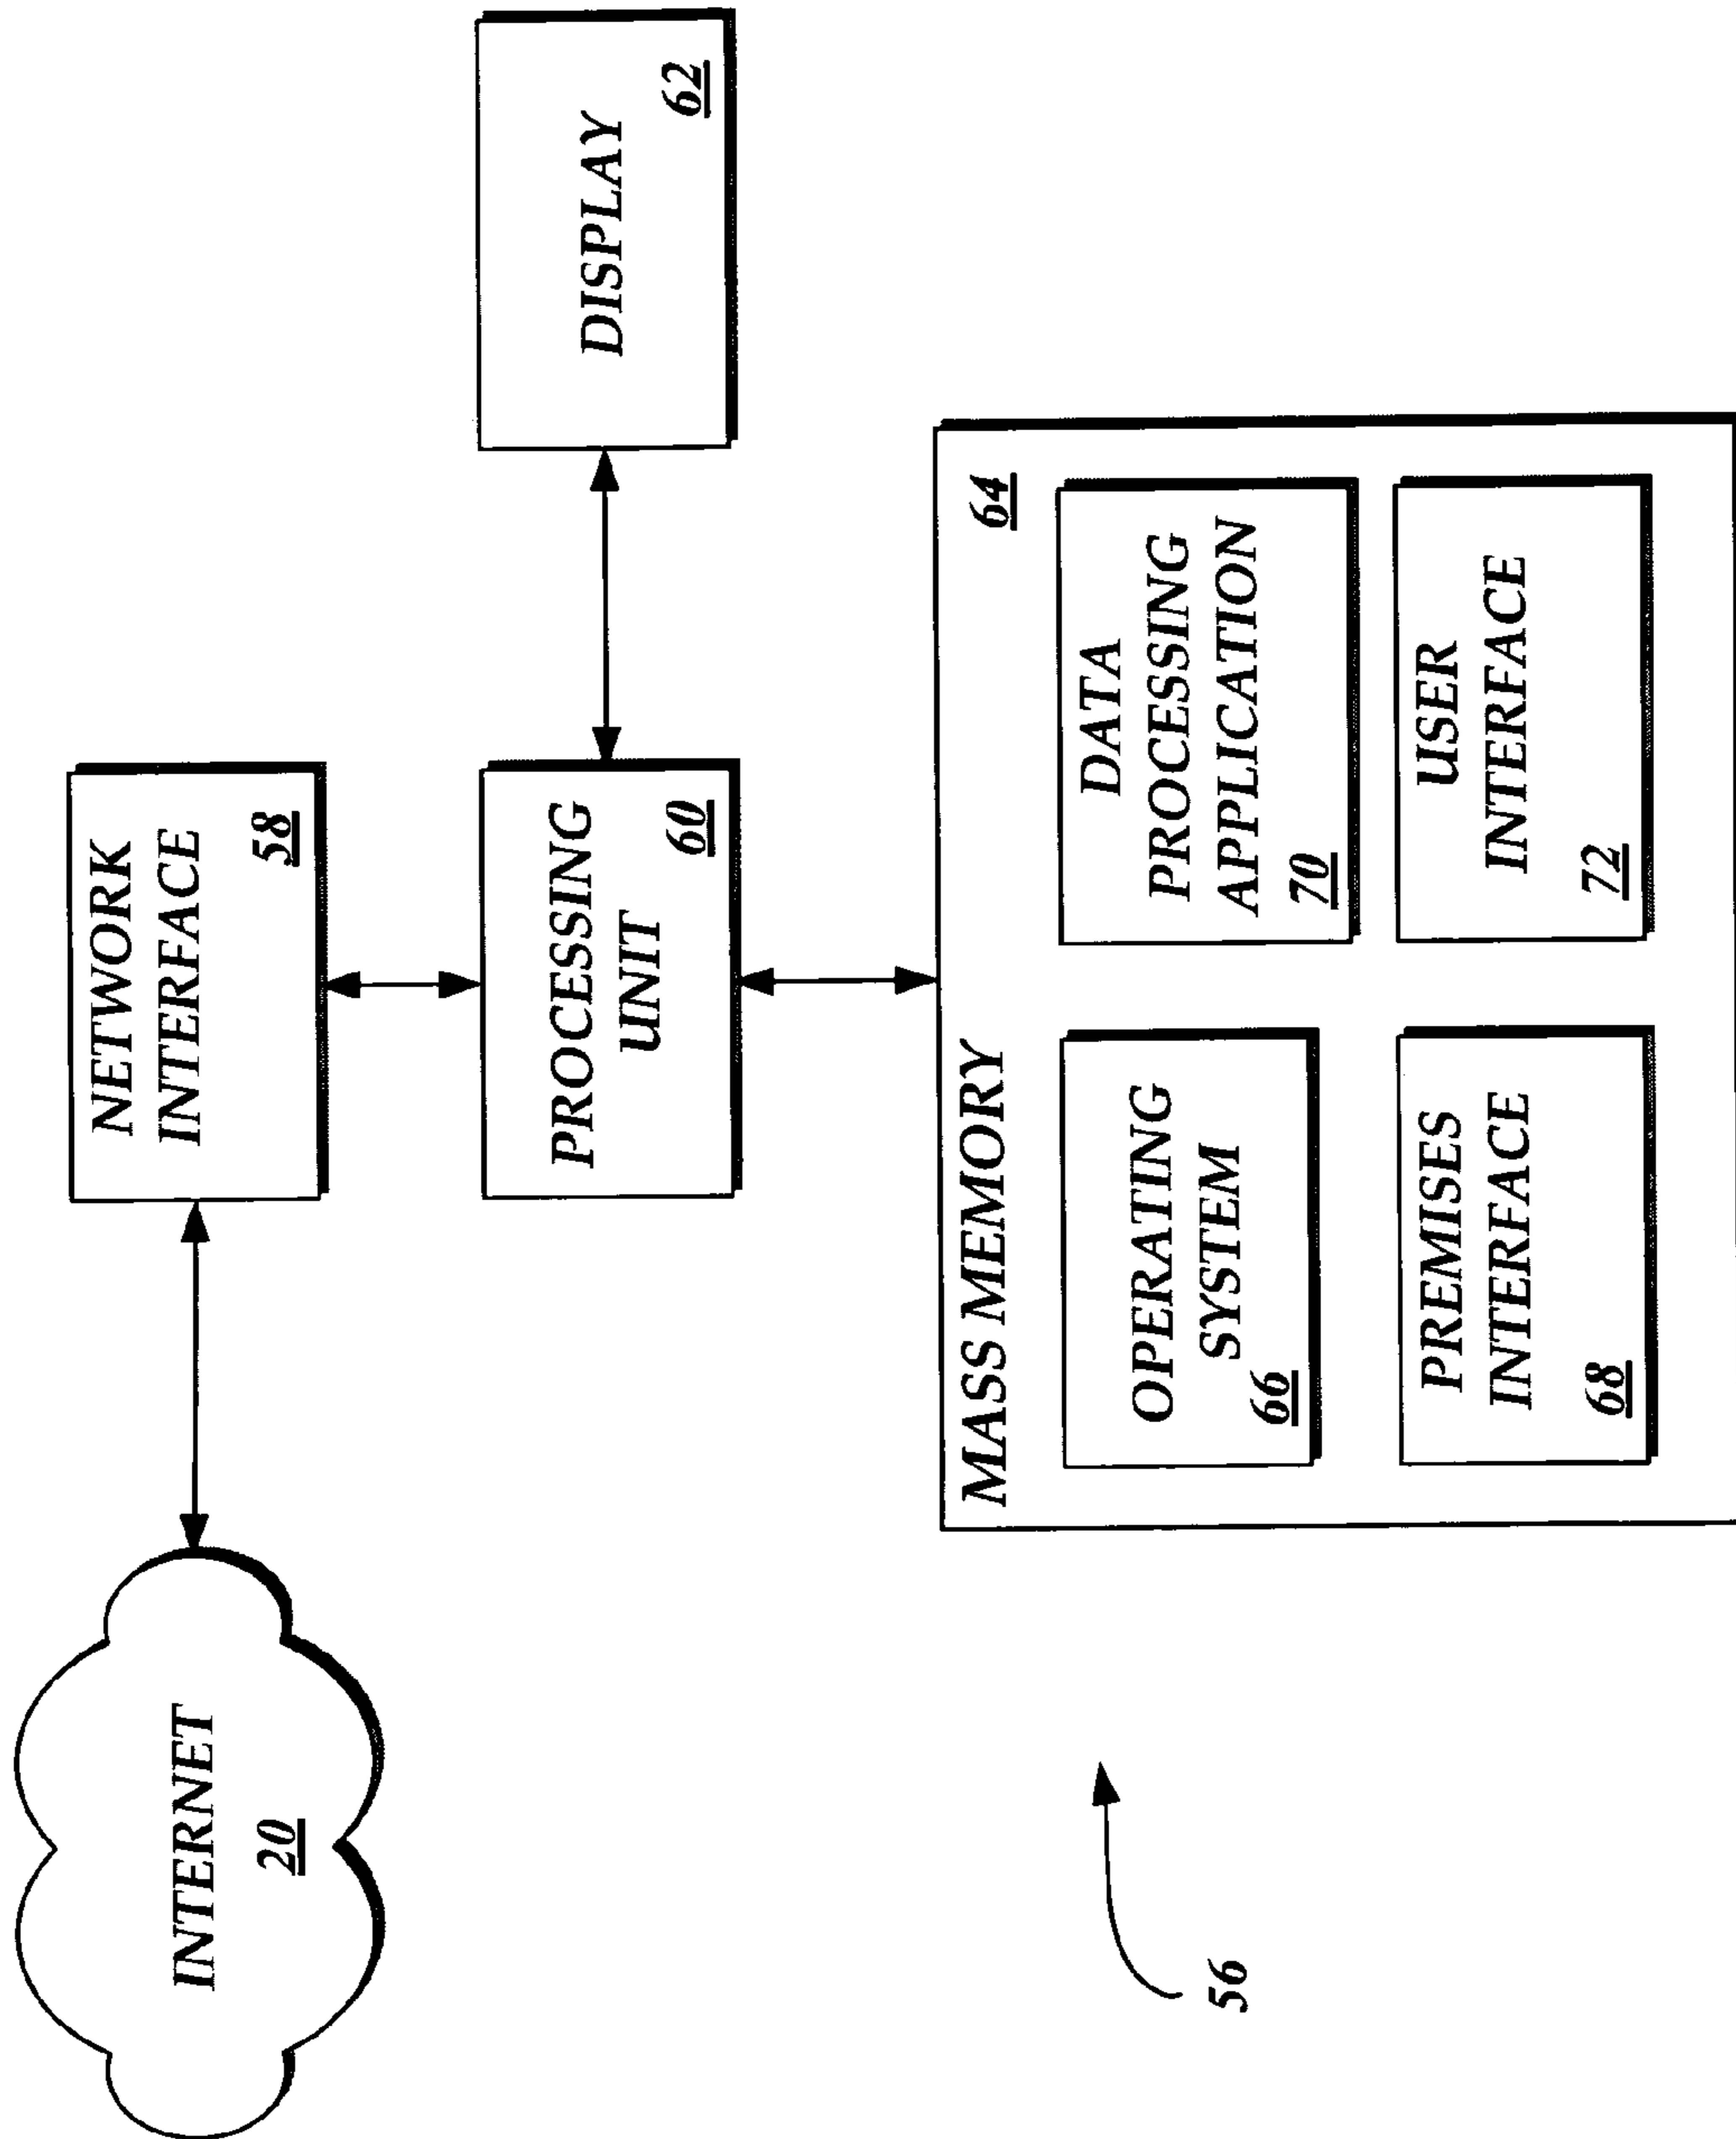 INTERNET
20
NETWORK
INTERFACE
58
PROCESSING
UNIT
60
DISPLAY
62
MASS MEMORY
64
OPERATING
SYSTEM
66
DATA
PROCESSING
APPLICATION
70
PREMISES
INTERFACE
68
USER
INTERFACE
72
56